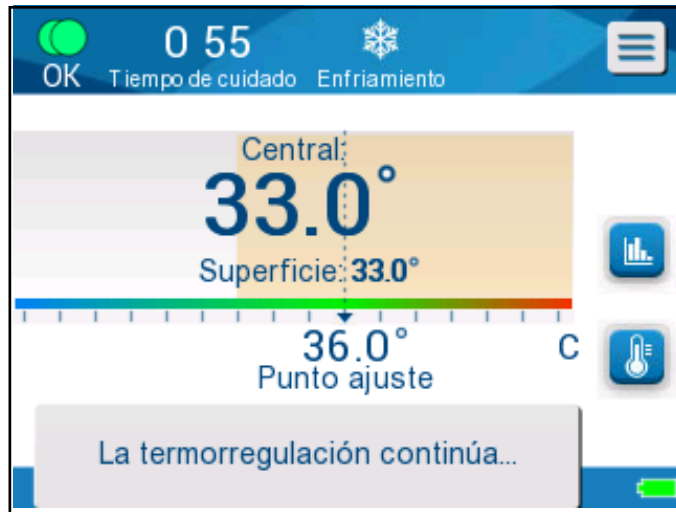 0 55
OK Tiempo de cuidado Enfriamiento
Central:
33.0°
Superficie: 33.0°
36.0° C
Punto ajuste
La termorregulación continúa...